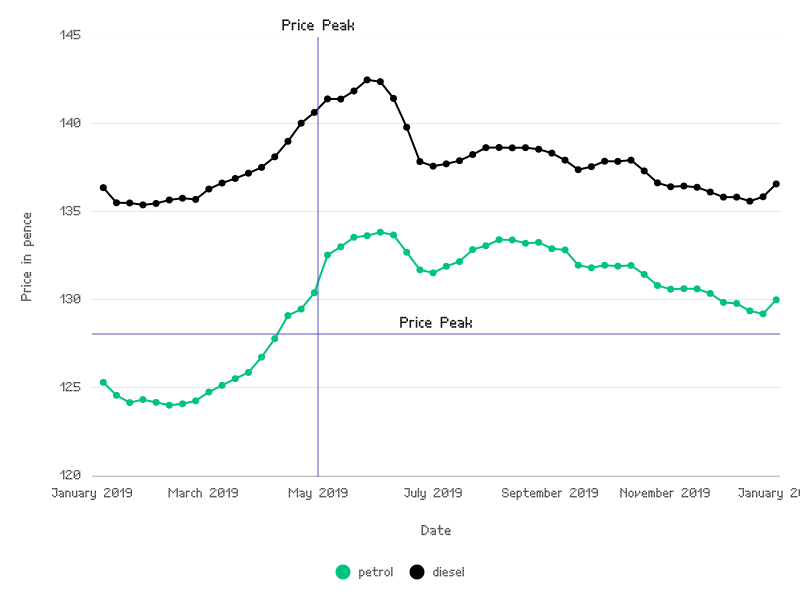 Price Peak
145
140
135
130
125
120
Price in pence
Price Peak
January 2019 March 2019 May 2019 July 2019 September 2019 November 2019 January 20
Date
petrol diesel